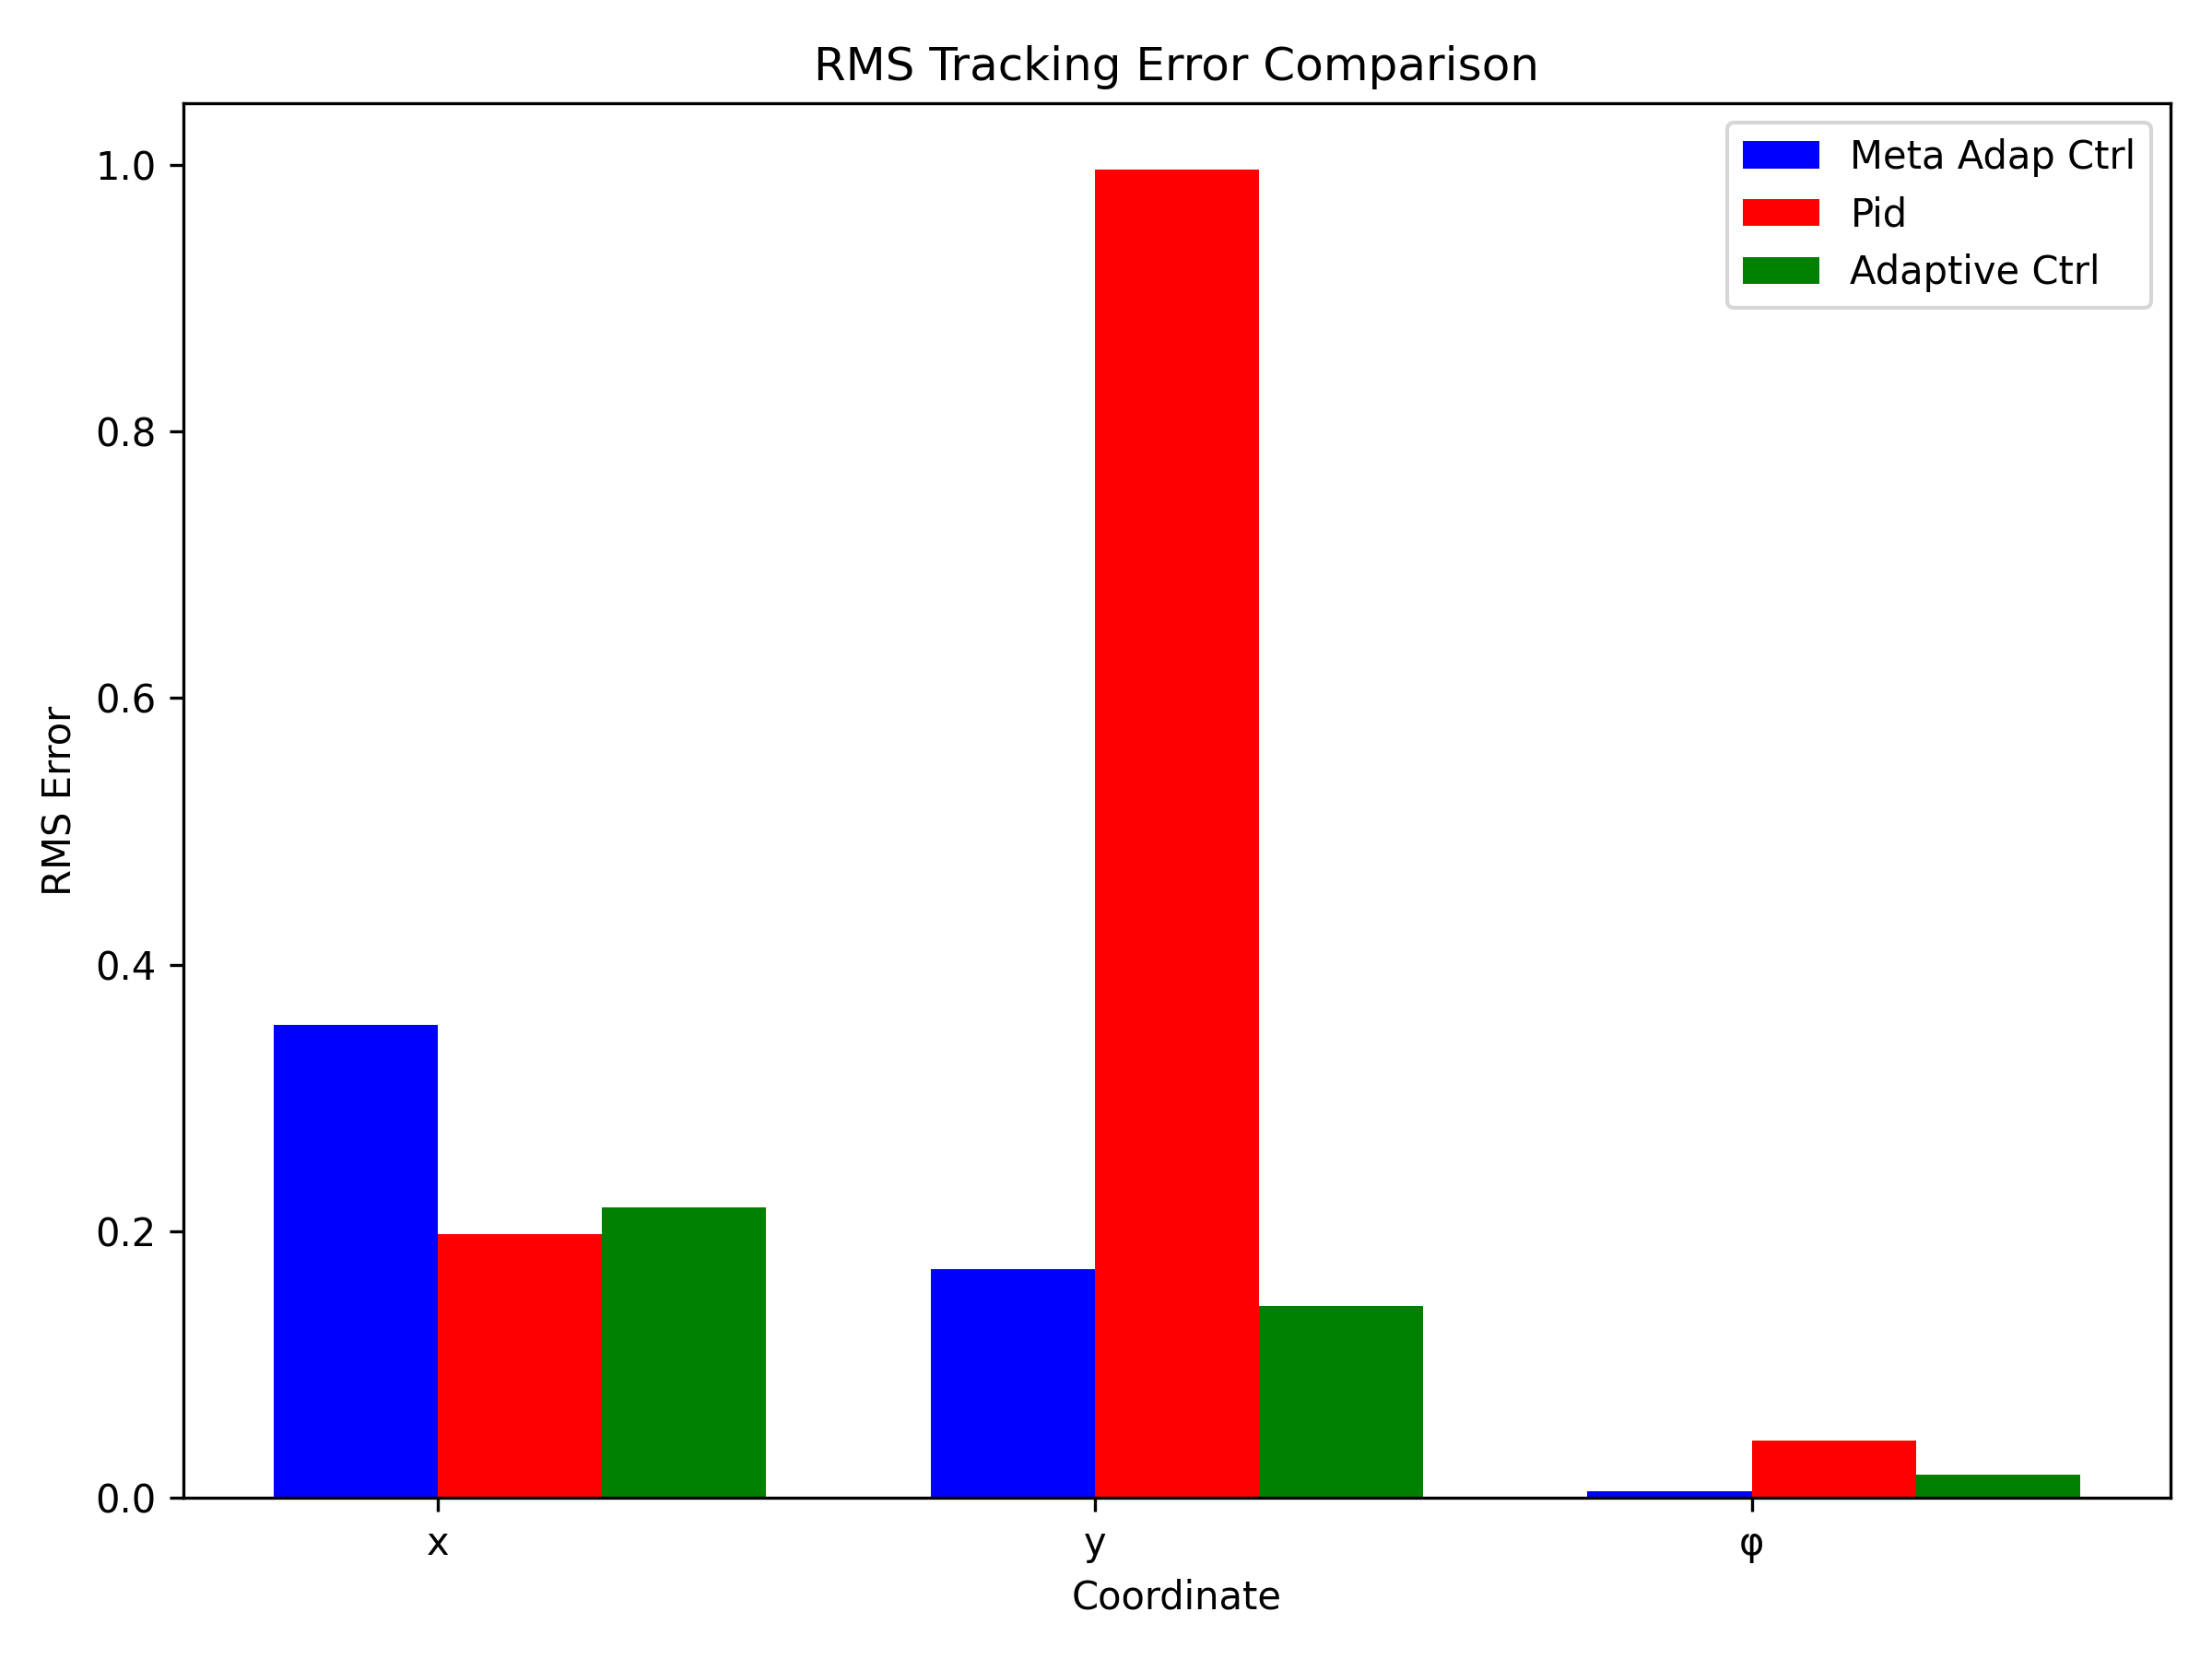 RMS Tracking Error Comparison
Meta Adap Ctrl
Pid
Adaptive Ctrl
RMS Error
1.0
0.8
0.6
0.4
0.2
0.0
x
y
φ
Coordinate